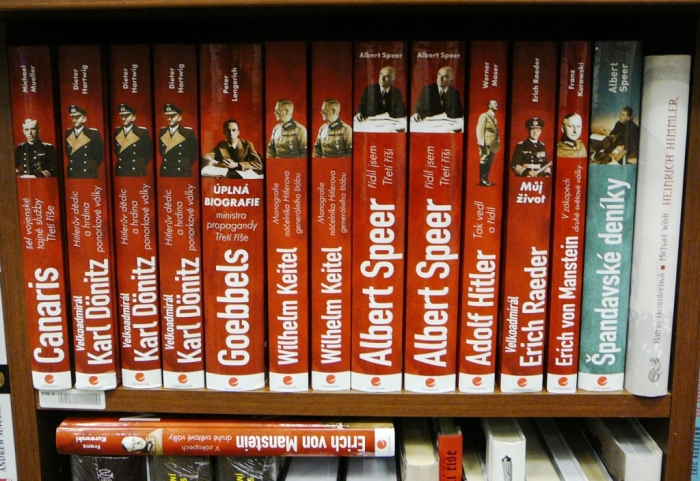 Michael
Mueller
šéf vojenské
tajné služby
Třetí říše
Canaris
Dieter
Hartwig
Hitlerův dědic
a hrdina
ponorkové války
Velkoadmirál
Karl Dönitz
Dieter
Hartwig
Hitlerův dědic
a hrdina
ponorkové války
Velkoadmirál
Karl Dönitz
Dieter
Hartwig
Hitlerův dědic
a hrdina
ponorkové války
Velkoadmirál
Karl Dönitz
Peter
Longerich
ÚPLNÁ
BIOGRAFIE
ministra
propagandy
Třetí říše
Goebbels
Monografie
náčelníka Hitlerova
generálního štábu
Wilhelm Keitel
Monografie
náčelníka Hitlerova
generálního štábu
Wilhelm Keitel
Albert Speer
řídil jsem
Třetí říši
Albert Speer
Albert Speer
řídil jsem
Třetí říši
Albert Speer
Werner
Maser
Tak vedl
a řídil
Adolf Hitler
Erich Raeder
Můj
život
Velkoadmirál
Erich Raeder
Franz
Kurowski
V zákopech
druhé světové války
Erich von Manstein
Albert
Speer
Špandavské deníky
HEINRICH HIMMLER
Katrin Himmlerová ■ Michael Wildt
Franz
Kurowski
V zákopech
druhé světové války
Erich von Manstein
říše